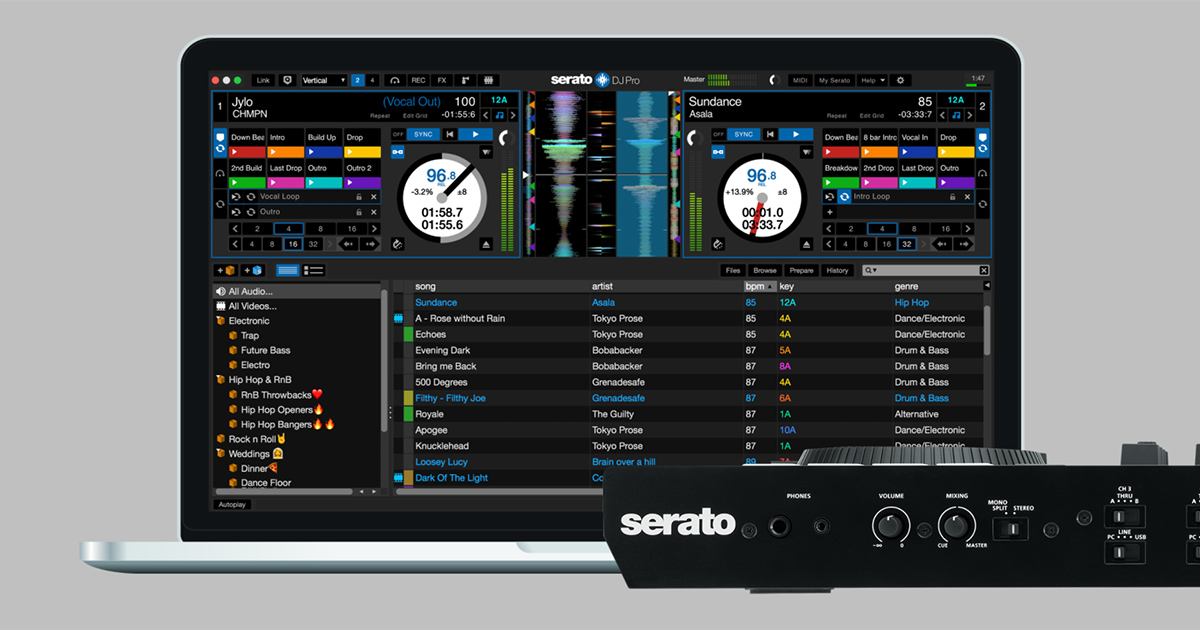 Link Vertical 2 4 REC FX serato DJ Pro Master MIDI My Serato Help 1:47
1 Jylo (Vocal Out) 100 12A
CHMPN Repeat Edit Grid -01:55:6
Sundance 85 12A 2
Asala Repeat Edit Grid -03:33:7
OFF SYNC
Down Bea Intro Build Up Drop
2nd Build Last Drop Outro Outro 2
Vocal Loop
Outro
2 4 8 16
4 8 16 32
96.8
REL
-3.2% ±8
01:58.7
01:55.6
OFF SYNC
96.8
REL
+13.9% ±8
00:01.0
03:33.7
Down Bea 8 bar Intro Vocal In Drop
Breakdown 2nd Drop Last Drop Outro
Intro Loop
+
2 4 8 16
4 8 16 32
+ + Files Browse Prepare History
All Audio...
All Videos...
Electronic
Trap
Future Bass
Electro
Hip Hop & RnB
RnB Throwbacks❤️
Hip Hop Openers🔥
Hip Hop Bangers🔥🔥
Rock n Roll🤘
Weddings 👰
Dinner🍕
Dance Floor
Autoplay
song artist bpm key genre
Sundance Asala 85 12A Hip Hop
A - Rose without Rain Tokyo Prose 85 4A Dance/Electronic
Echoes Tokyo Prose 85 4A Dance/Electronic
Evening Dark Bobabacker 87 5A Drum & Bass
Bring me Back Bobabacker 87 8A Drum & Bass
500 Degrees Grenadesafe 87 4A Drum & Bass
Filthy - Filthy Joe Grenadesafe 87 6A Drum & Bass
Royale The Guilty 87 1A Alternative
Apogee Tokyo Prose 87 10A Dance/Electronic
Knucklehead Tokyo Prose 87 1A Dance/Electronic
Loosey Lucy Brain over a hill 89 7A
Dark Of The Light
serato
PHONES
VOLUME
-∞ 0
MIXING
CUE MASTER
MONO
SPLIT STEREO
CH 3
THRU
A B
LINE
PC USB
PC